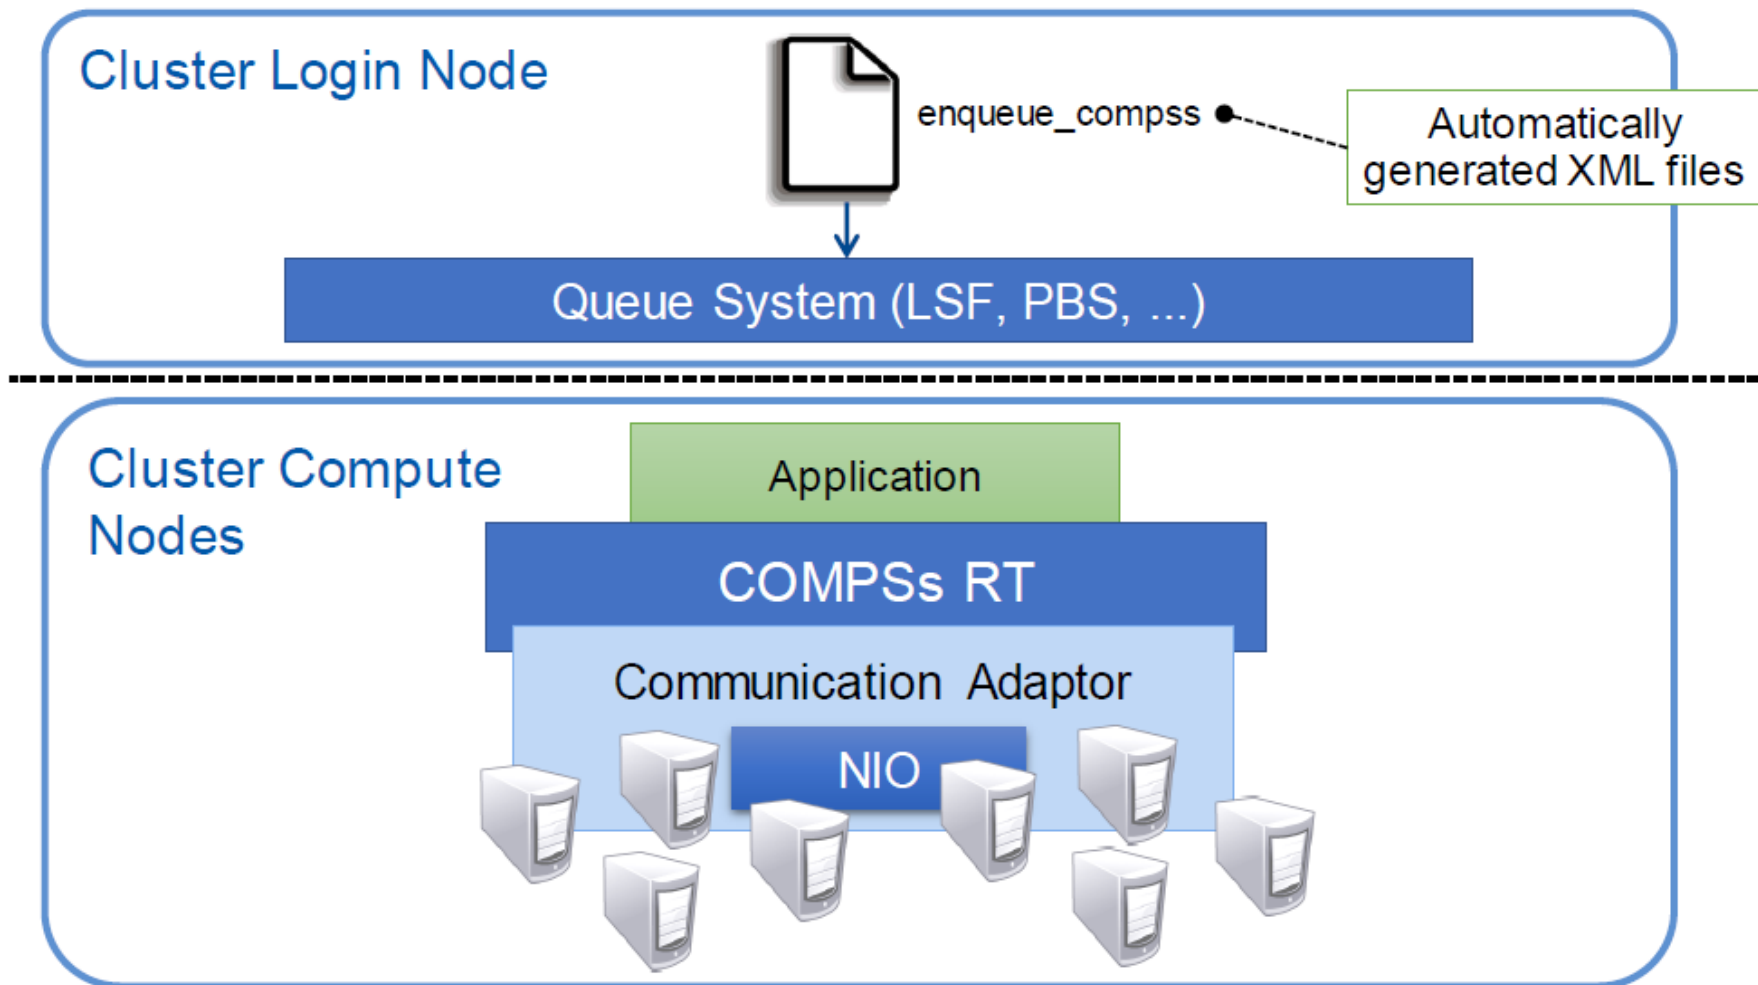 Cluster Login Node
enqueue_compss
Automatically
generated XML files
Queue System (LSF, PBS, ...)
Cluster Compute
Nodes
Application
COMPSs RT
Communication Adaptor
NIO